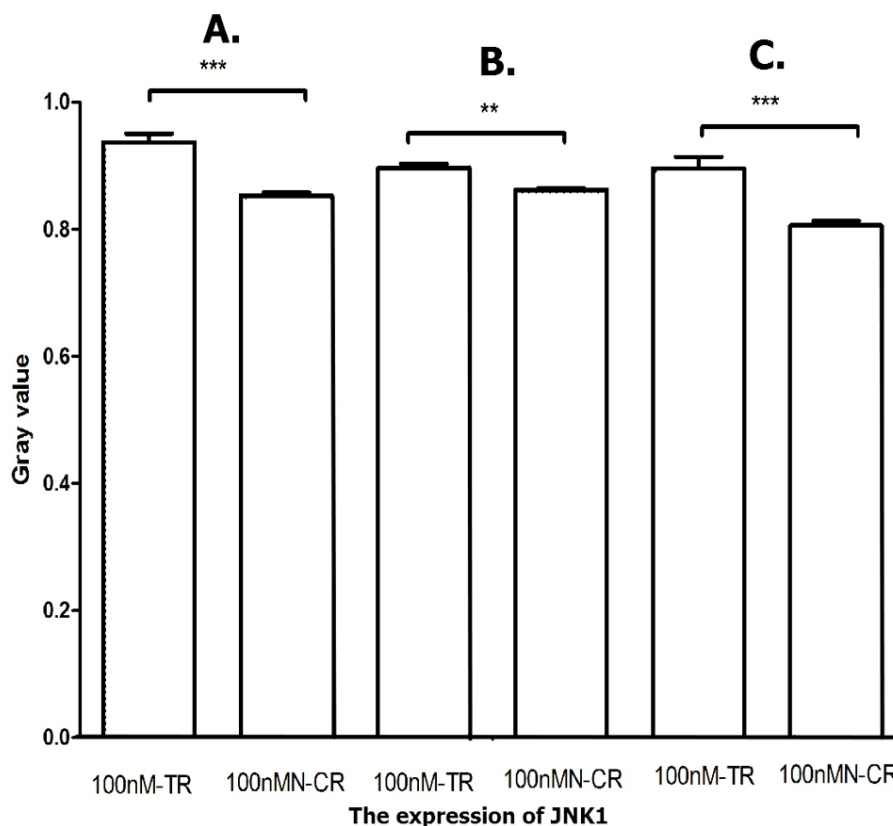 A.
B.
C.
***
**
***
Gray value
1.0
0.8
0.6
0.4
0.2
0.0
100nM-TR 100nMN-CR 100nM-TR 100nMN-CR 100nM-TR 100nMN-CR
The expression of JNK1